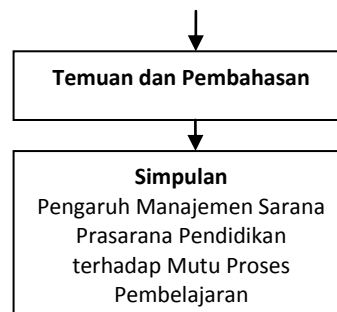 Temuan dan Pembahasan
Simpulan
Pengaruh Manajemen Sarana
Prasarana Pendidikan
terhadap Mutu Proses
Pembelajaran